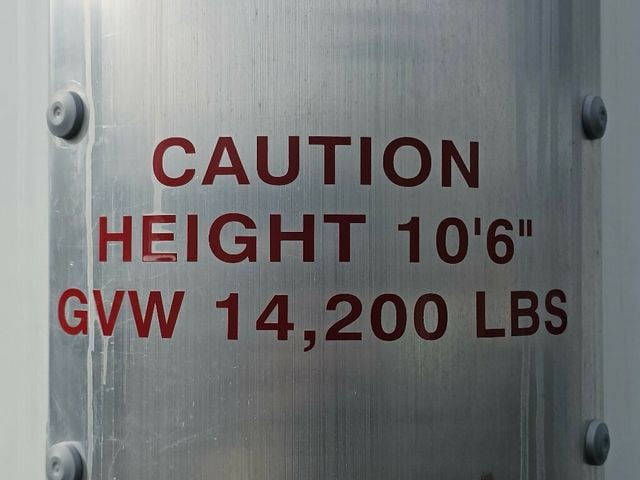 CAUTION
HEIGHT 10'6"
GVW 14,200 LBS